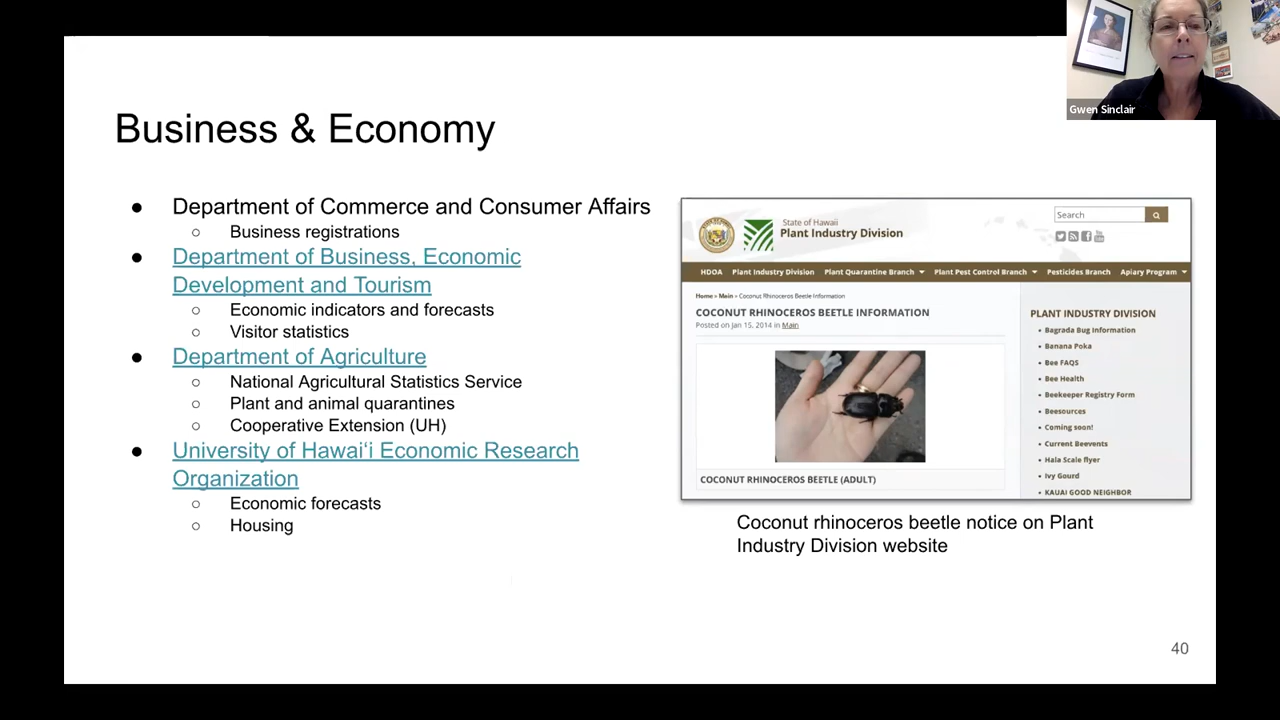 Gwen Sinclair
Business & Economy
● Department of Commerce and Consumer Affairs
○ Business registrations
● Department of Business, Economic
Development and Tourism
○ Economic indicators and forecasts
○ Visitor statistics
● Department of Agriculture
○ National Agricultural Statistics Service
○ Plant and animal quarantines
○ Cooperative Extension (UH)
● University of Hawaiʻi Economic Research
Organization
○ Economic forecasts
○ Housing
State of Hawaii
Plant Industry Division
Search
HDOA Plant Industry Division Plant Quarantine Branch Plant Pest Control Branch Pesticides Branch Apiary Program
Home » Main » Coconut Rhinoceros Beetle Information
COCONUT RHINOCEROS BEETLE INFORMATION
Posted on Jan 15, 2014 in Main
COCONUT RHINOCEROS BEETLE (ADULT)
PLANT INDUSTRY DIVISION
• Bagrada Bug Information
• Banana Poka
• Bee FAQS
• Bee Health
• Beekeeper Registry Form
• Beesources
• Coming soon!
• Current Beevents
• Hala Scale flyer
• Ivy Gourd
• KAUAI GOOD NEIGHBOR
Coconut rhinoceros beetle notice on Plant
Industry Division website
40